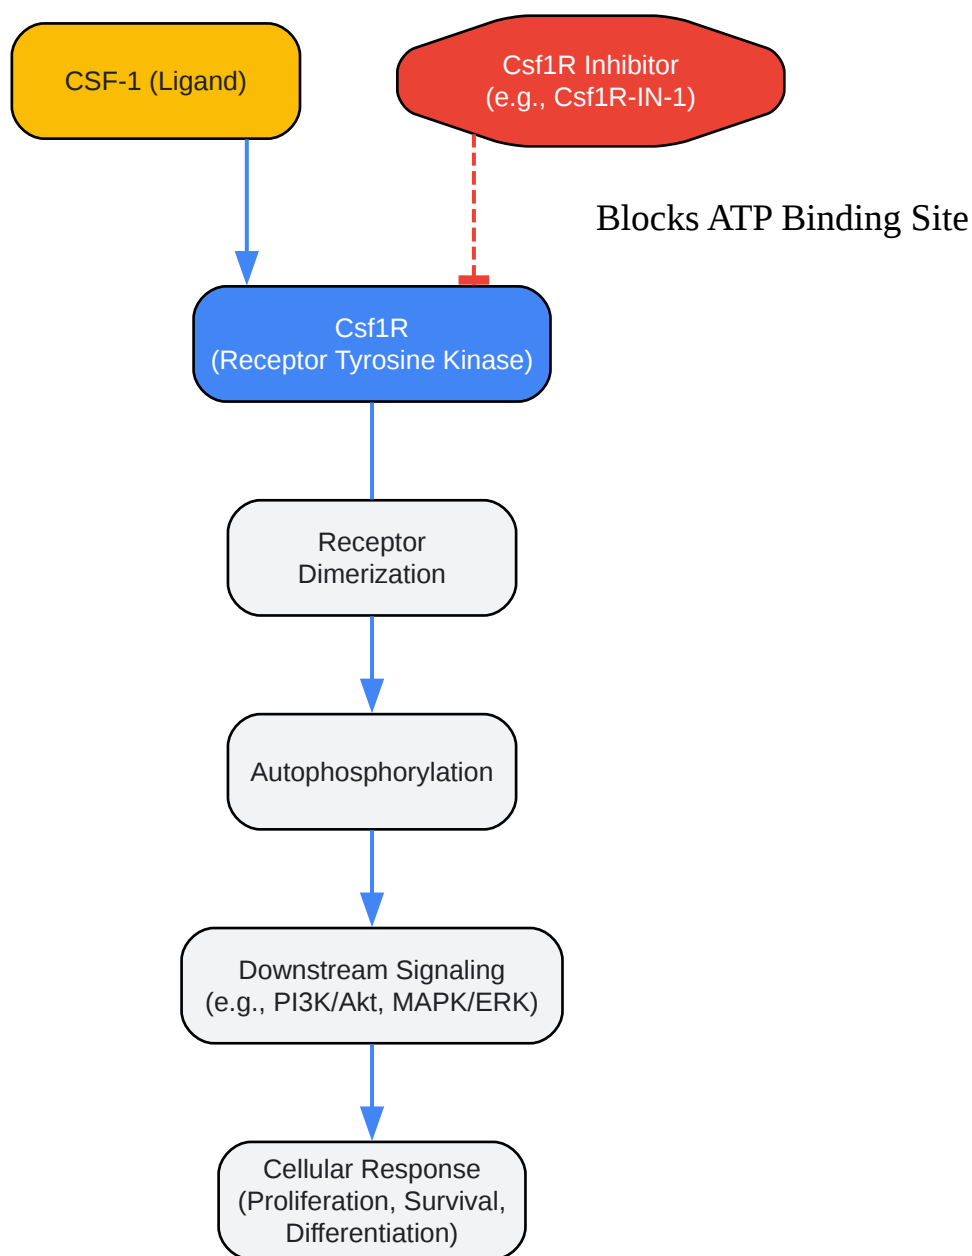 CSF-1 (Ligand)
Csf1R Inhibitor
(e.g., Csf1R-IN-1)
Blocks ATP Binding Site
Csf1R
(Receptor Tyrosine Kinase)
Receptor
Dimerization
Autophosphorylation
Downstream Signaling
(e.g., PI3K/Akt, MAPK/ERK)
Cellular Response
(Proliferation, Survival,
Differentiation)